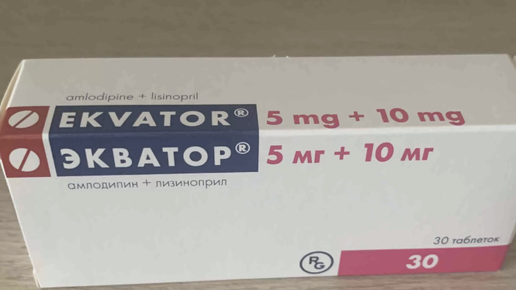 amlodipine + lisinopril
EKVATOR® 5 mg + 10 mg
ЭКВАТОР® 5 мг + 10 мг
амлодипин + лизиноприл
30 таблеток
RG 30